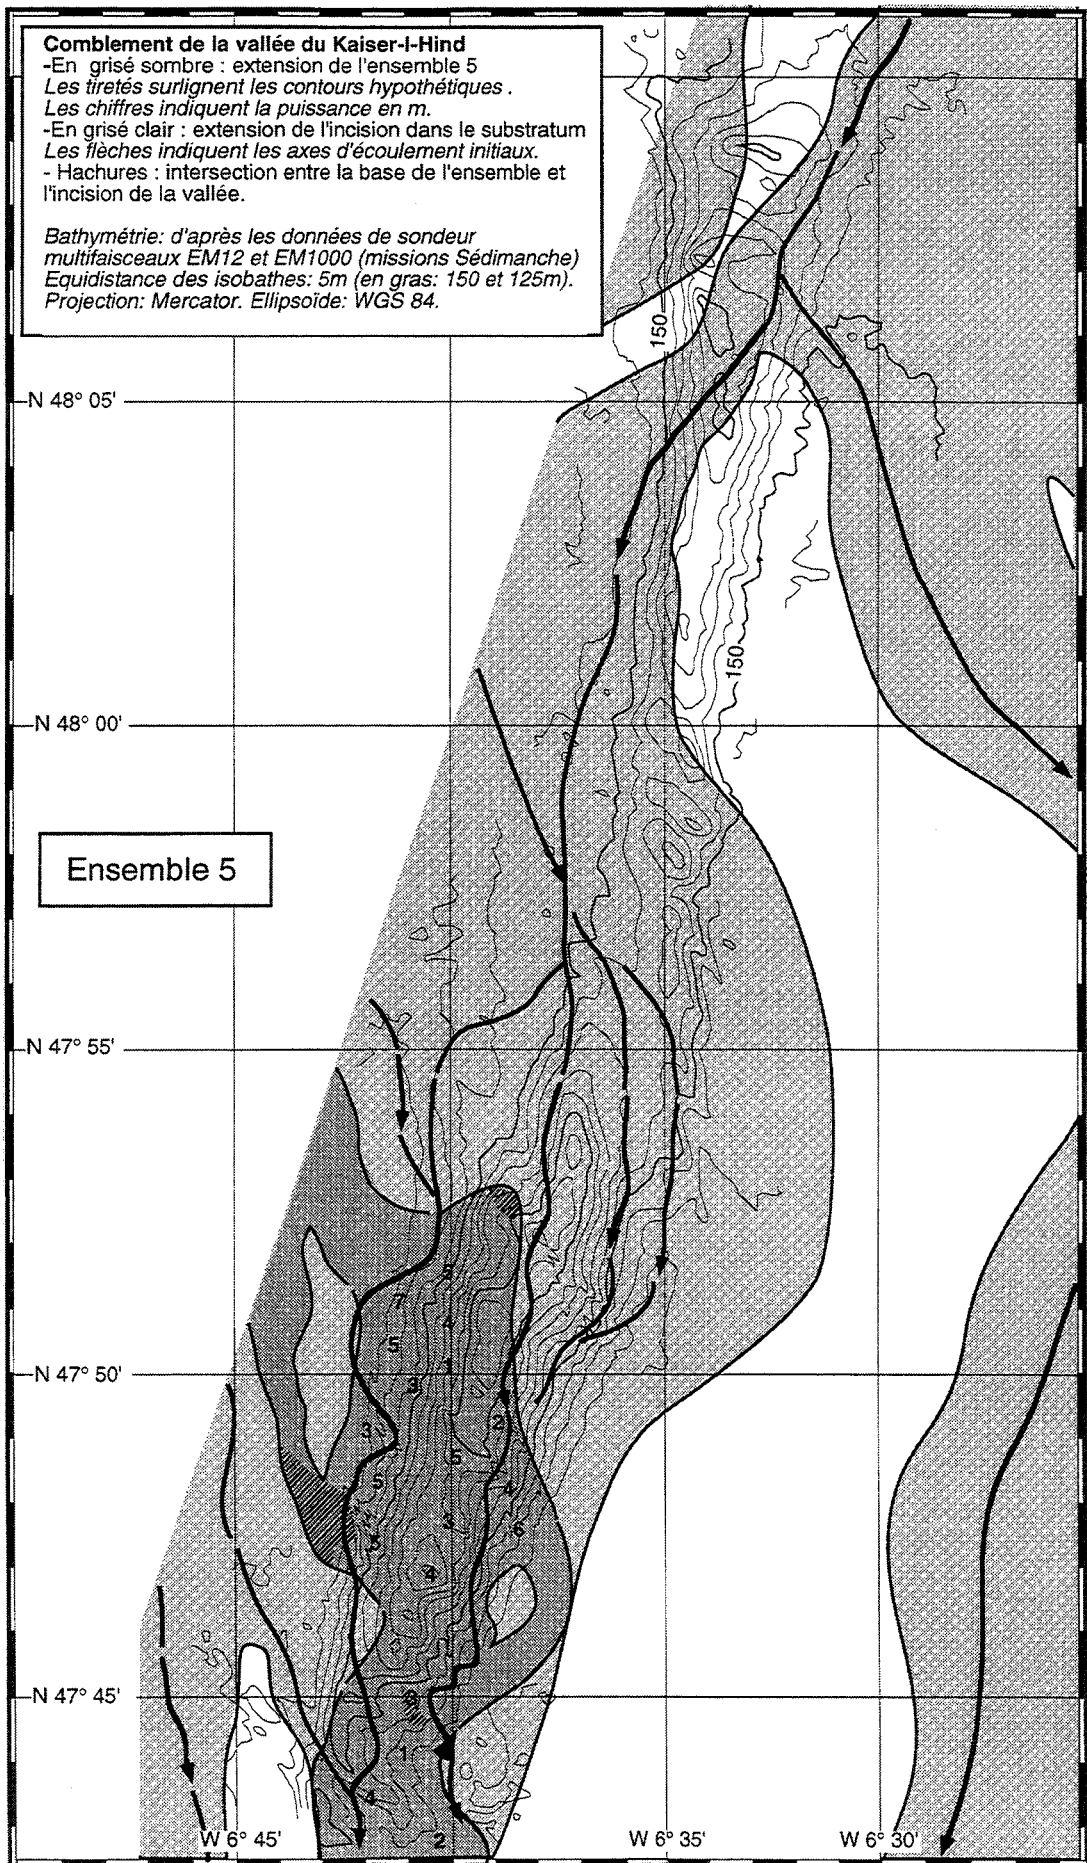 Comblement de la vallée du Kaiser-I-Hind
-En grisé sombre : extension de l'ensemble 5
Les tiretés surlignent les contours hypothétiques .
Les chiffres indiquent la puissance en m.
-En grisé clair : extension de l'incision dans le substratum
Les flèches indiquent les axes d'écoulement initiaux.
- Hachures : intersection entre la base de l'ensemble et
l'incision de la vallée.
Bathymétrie: d'après les données de sondeur
multifaisceaux EM12 et EM1000 (missions Sédimanche)
Equidistance des isobathes: 5m (en gras: 150 et 125m).
Projection: Mercator. Ellipsoïde: WGS 84.
150
N 48° 05'
150
N 48° 00'
Ensemble 5
N 47° 55'
7
4
5
1
N 47° 50'
3
2
3
5
5
4
6
4
N 47° 45'
1
4
2
W 6° 45'
W 6° 35'
W 6° 30'